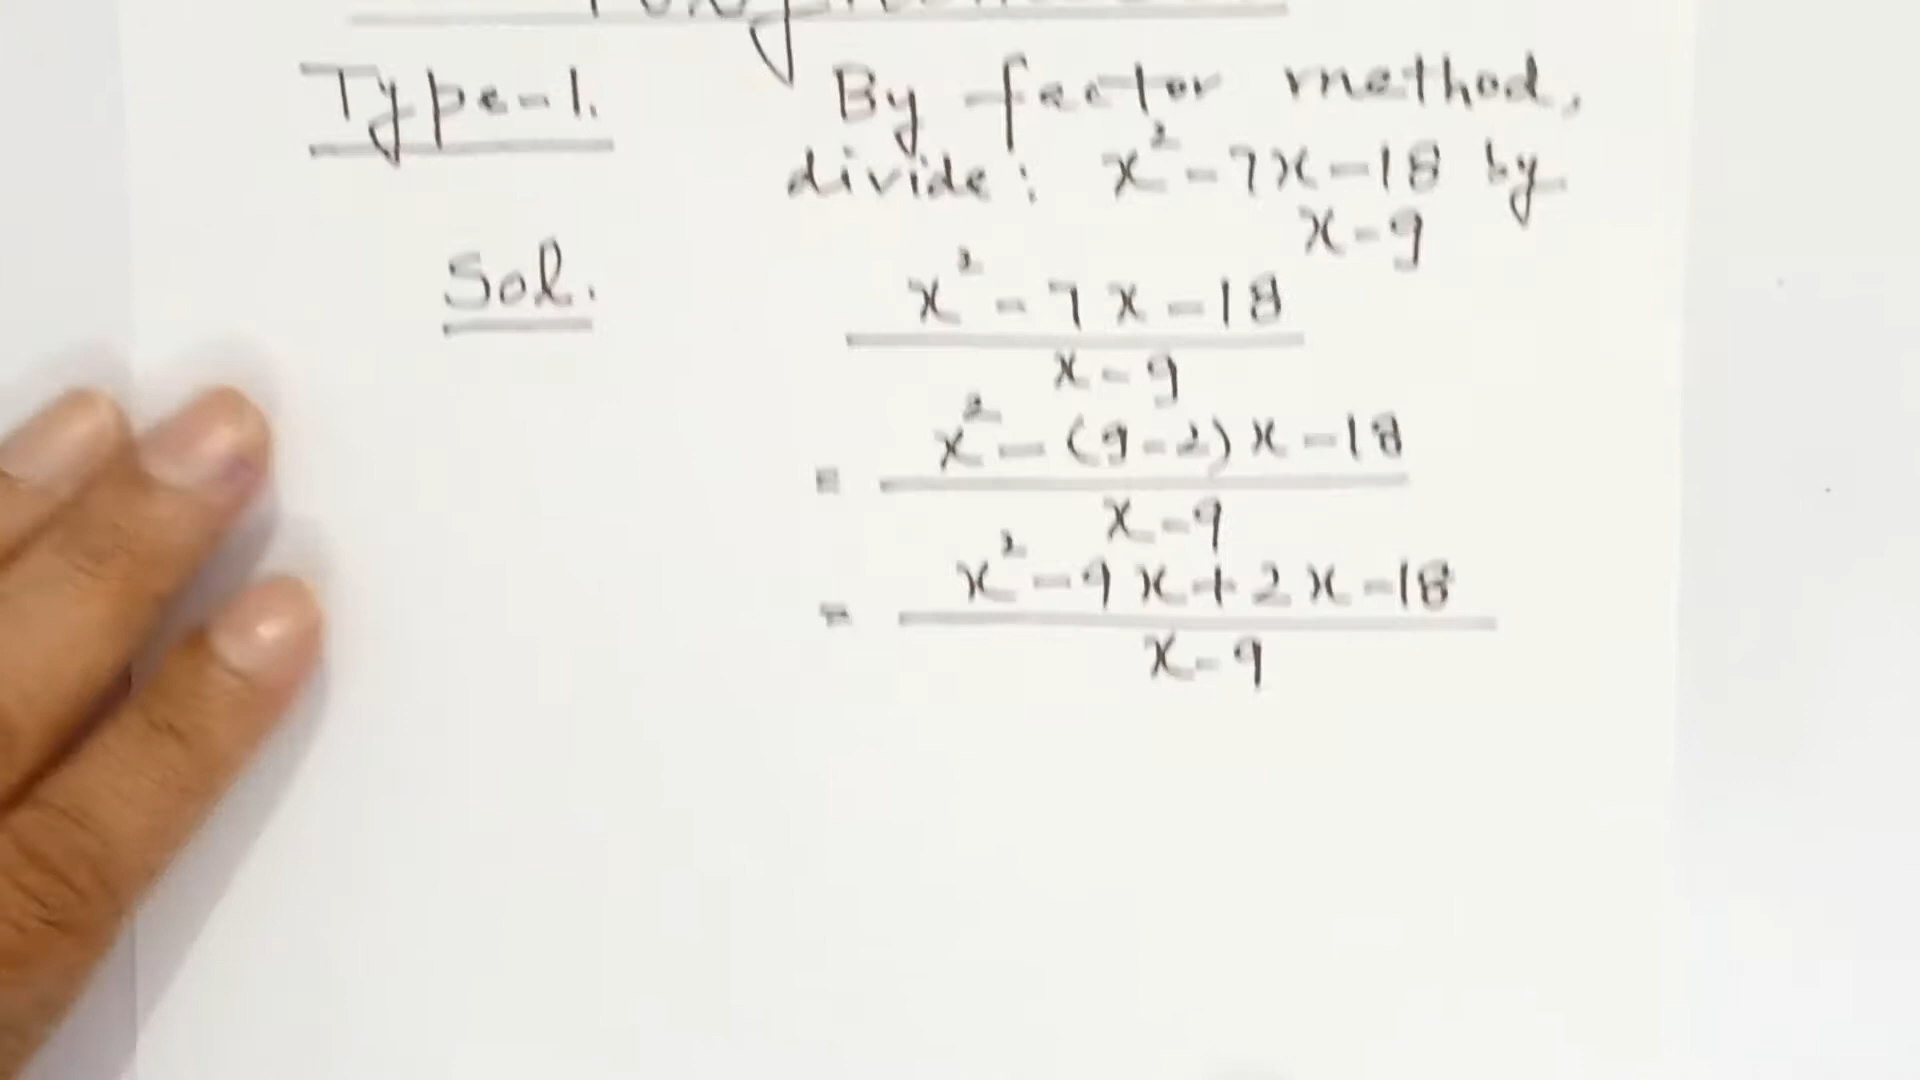 Type-1. By factor method,
divide: x² - 7x - 18 by
x - 9
Sol. x² - 7x - 18
x - 9
= x² - (9 - 2)x - 18
x - 9
= x² - 9x + 2x - 18
x - 9